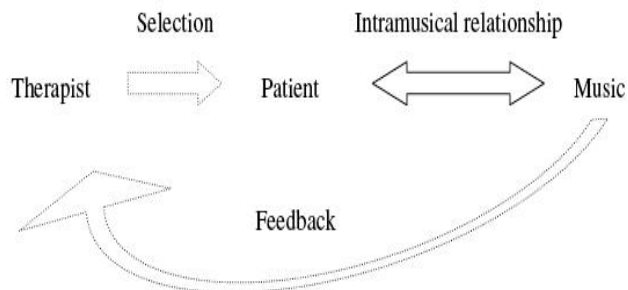 Selection Intramusical relationship
Therapist Patient Music
Feedback